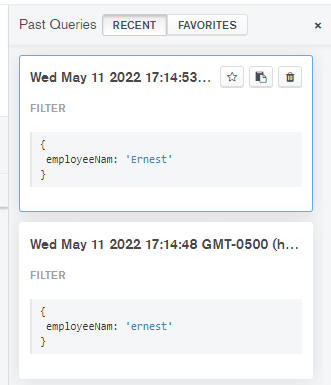 Past Queries RECENT FAVORITES ×
Wed May 11 2022 17:14:53...
FILTER
{
employeeNam: 'Ernest'
}
Wed May 11 2022 17:14:48 GMT-0500 (h...
FILTER
{
employeeNam: 'ernest'
}